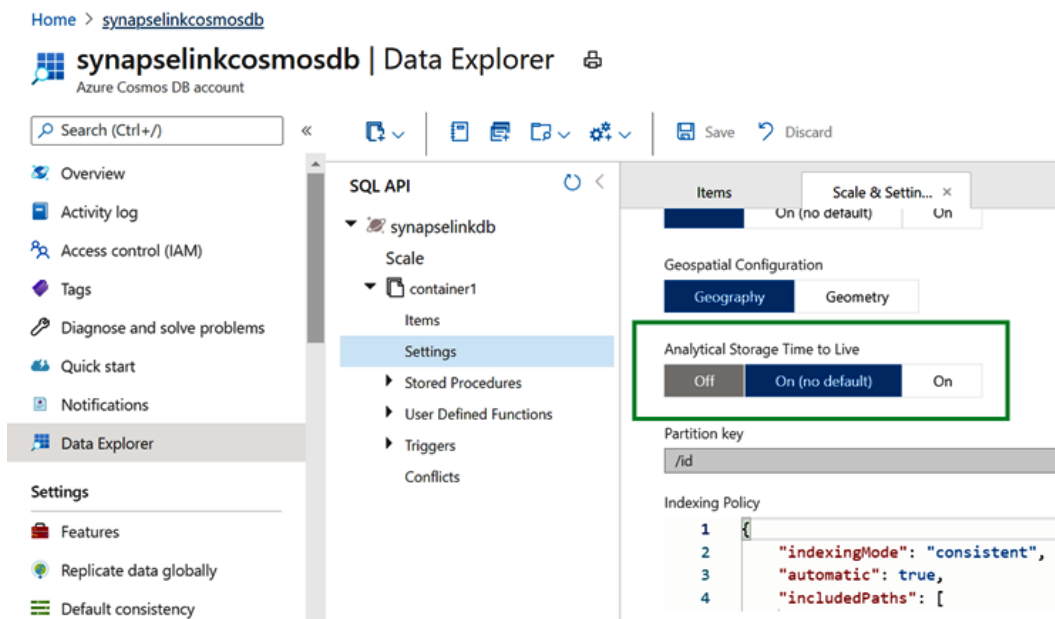 Home > synapselinkcosmosdb
synapselinkcosmosdb | Data Explorer
Azure Cosmos DB account
Search (Ctrl+/)
«
Overview
Activity log
Access control (IAM)
Tags
Diagnose and solve problems
Quick start
Notifications
Data Explorer
Settings
Features
Replicate data globally
Default consistency
Save Discard
SQL API
synapselinkdb
Scale
container1
Items
Settings
Stored Procedures
User Defined Functions
Triggers
Conflicts
Items Scale & Settin... ×
On (no default) On
Geospatial Configuration
Geography Geometry
Analytical Storage Time to Live
Off On (no default) On
Partition key
/id
Indexing Policy
1 {
2 "indexingMode": "consistent",
3 "automatic": true,
4 "includedPaths": [